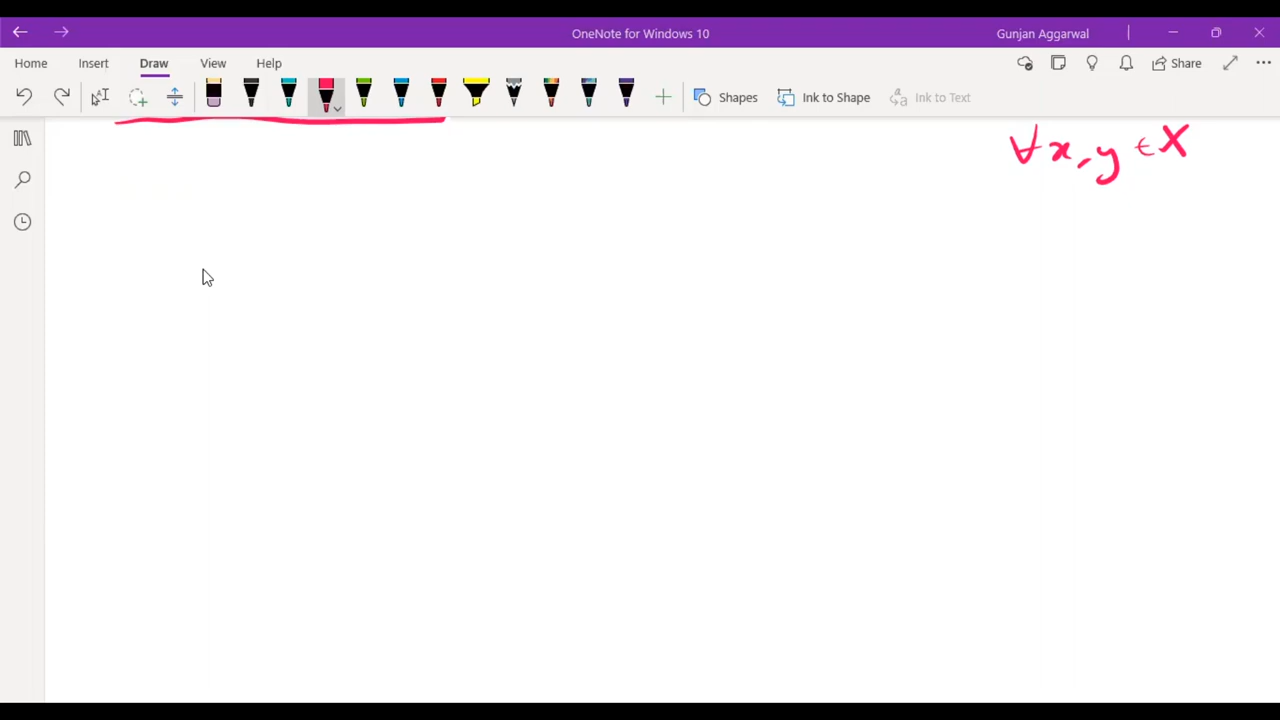 OneNote for Windows 10
Gunjan Aggarwal
Home Insert Draw View Help
Share
Shapes
Ink to Shape
Ink to Text
∀ x, y ∈ X